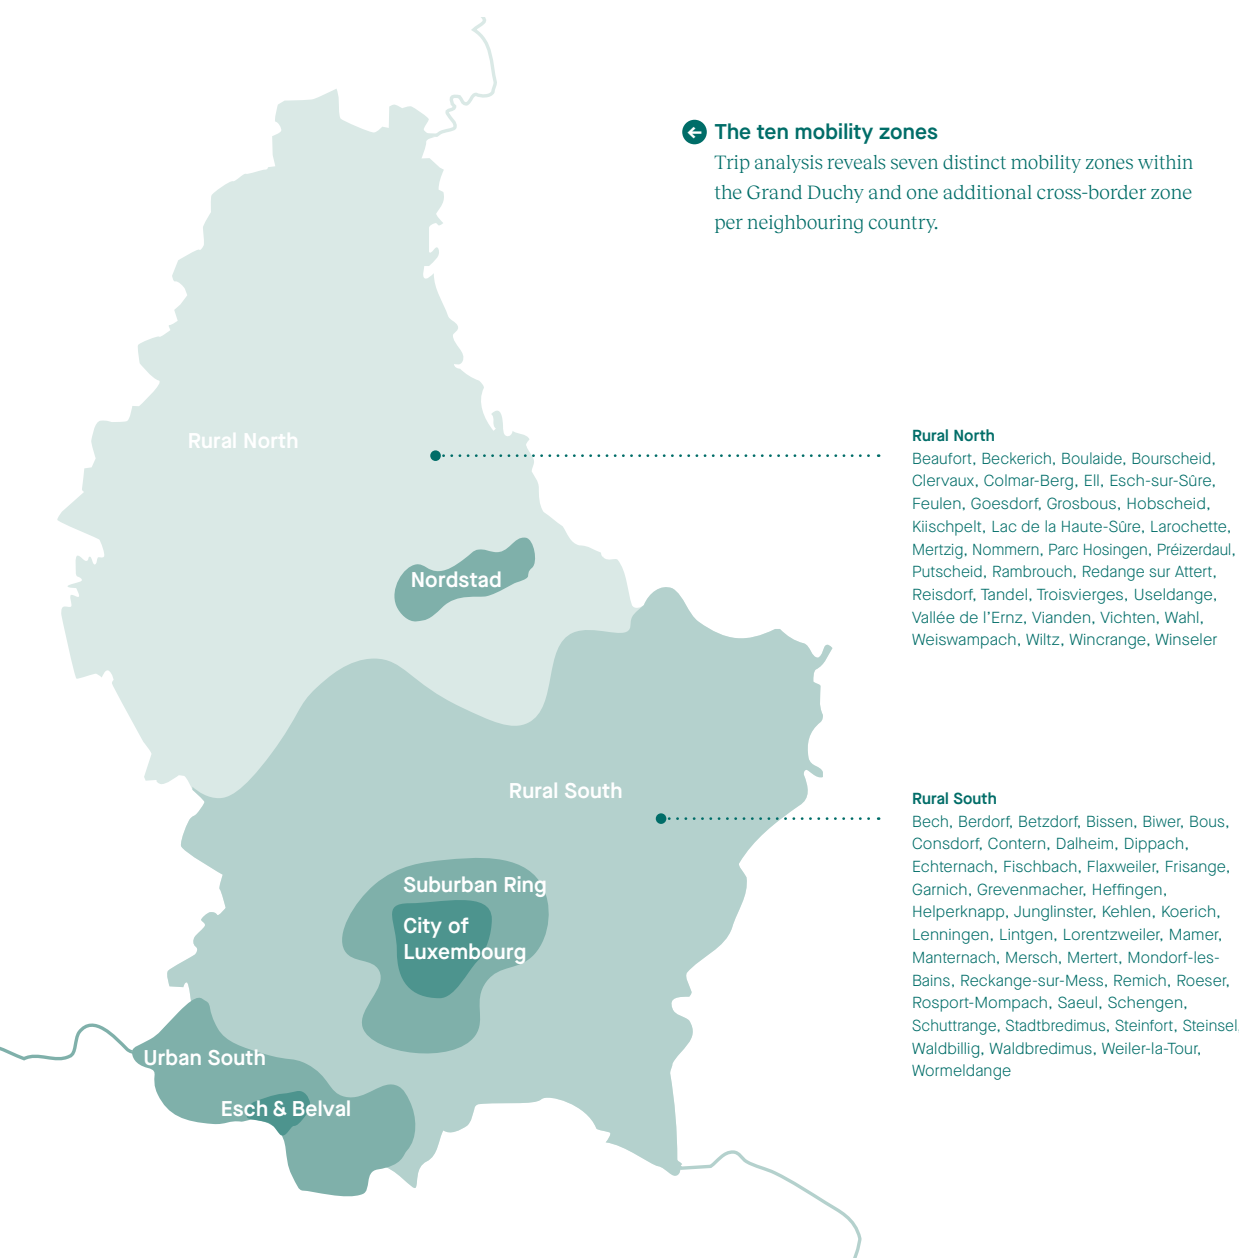 The ten mobility zones
Trip analysis reveals seven distinct mobility zones within
the Grand Duchy and one additional cross-border zone
per neighbouring country.
Rural North
Rural North
Beaufort, Beckerich, Boulaide, Bourscheid,
Clervaux, Colmar-Berg, Ell, Esch-sur-Sûre,
Feulen, Goesdorf, Grosbous, Hobscheid,
Kiischpelt, Lac de la Haute-Sûre, Larochette,
Mertzig, Nommern, Parc Hosingen, Préizerdaul,
Putscheid, Rambrouch, Redange sur Attert,
Reisdorf, Tandel, Troisvierges, Useldange,
Vallée de l'Ernz, Vianden, Vichten, Wahl,
Weiswampach, Wiltz, Wincrange, Winseler
Nordstad
Rural South
Rural South
Bech, Berdorf, Betzdorf, Bissen, Biwer, Bous,
Consdorf, Contern, Dalheim, Dippach,
Echternach, Fischbach, Flaxweiler, Frisange,
Garnich, Grevenmacher, Heffingen,
Helperknapp, Junglinster, Kehlen, Koerich,
Lenningen, Lintgen, Lorentzweiler, Mamer,
Manternach, Mersch, Mertert, Mondorf-les-
Bains, Reckange-sur-Mess, Remich, Roeser,
Rosport-Mompach, Saeul, Schengen,
Schuttrange, Stadtbredimus, Steinfort, Steinsel,
Waldbillig, Waldbredimus, Weiler-la-Tour,
Wormeldange
Suburban Ring
City of
Luxembourg
Urban South
Esch & Belval